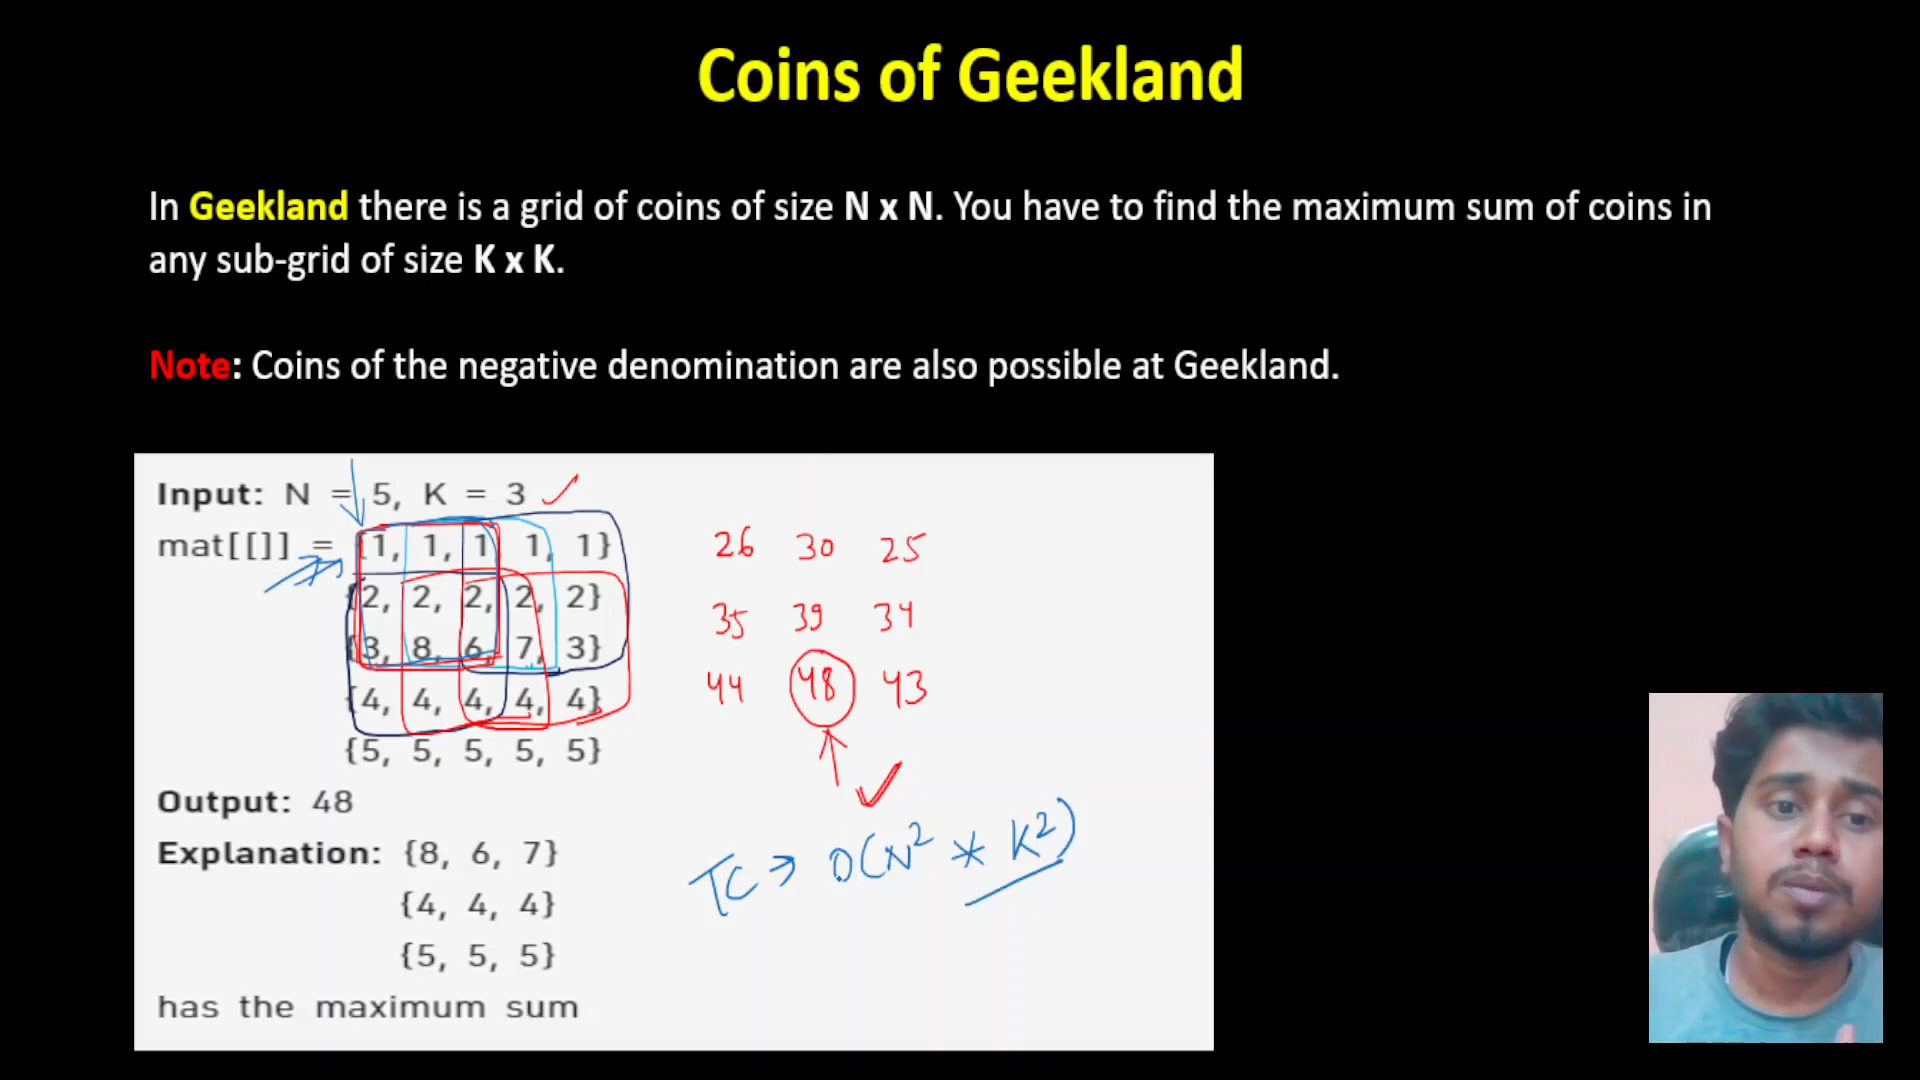 Coins of Geekland
In Geekland there is a grid of coins of size N x N. You have to find the maximum sum of coins in
any sub-grid of size K x K.
Note: Coins of the negative denomination are also possible at Geekland.
Input: N = 5, K = 3
mat[[]] = {1, 1, 1, 1, 1}
{2, 2, 2, 2, 2}
{3, 8, 6, 7, 3}
{4, 4, 4, 4, 4}
{5, 5, 5, 5, 5}
Output: 48
Explanation: {8, 6, 7}
{4, 4, 4}
{5, 5, 5}
has the maximum sum
26 30 25
35 39 34
44 48 43
TC → O(N² * K²)